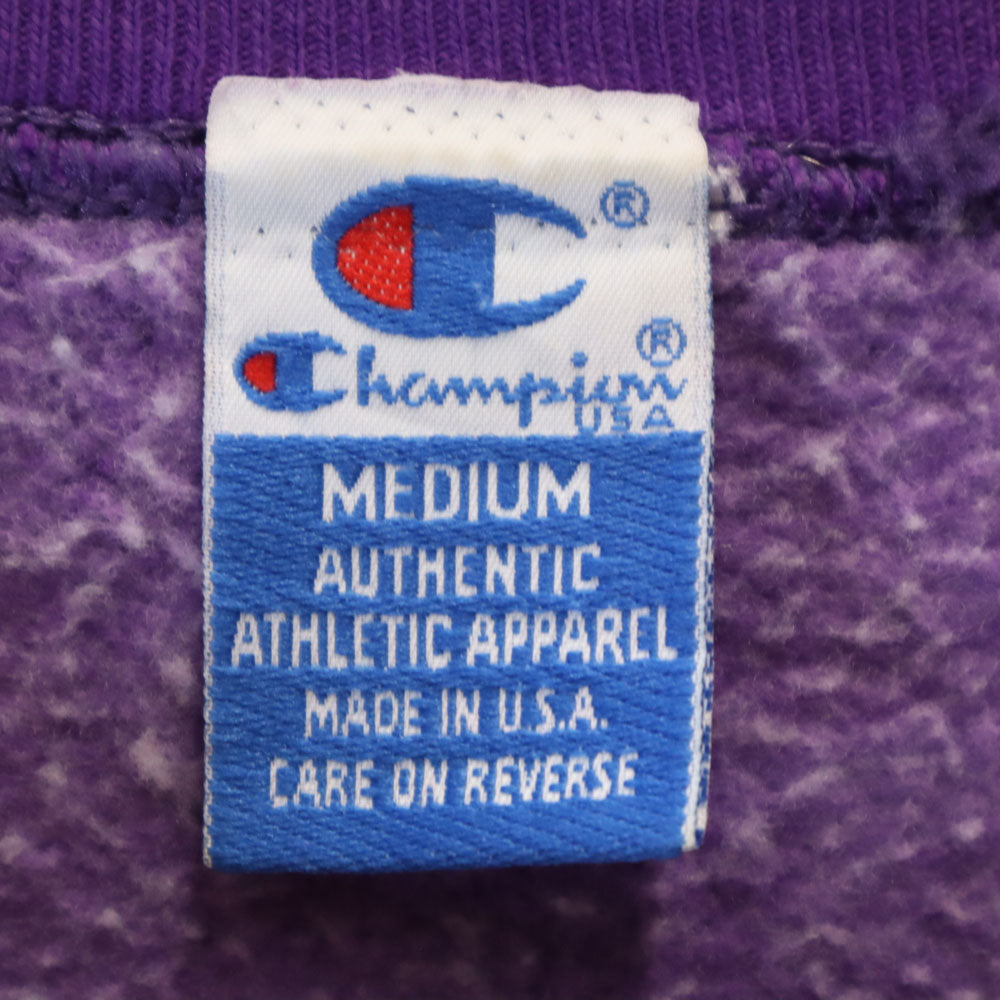 C®
Champion®
USA
MEDIUM
AUTHENTIC
ATHLETIC APPAREL
MADE IN U.S.A.
CARE ON REVERSE